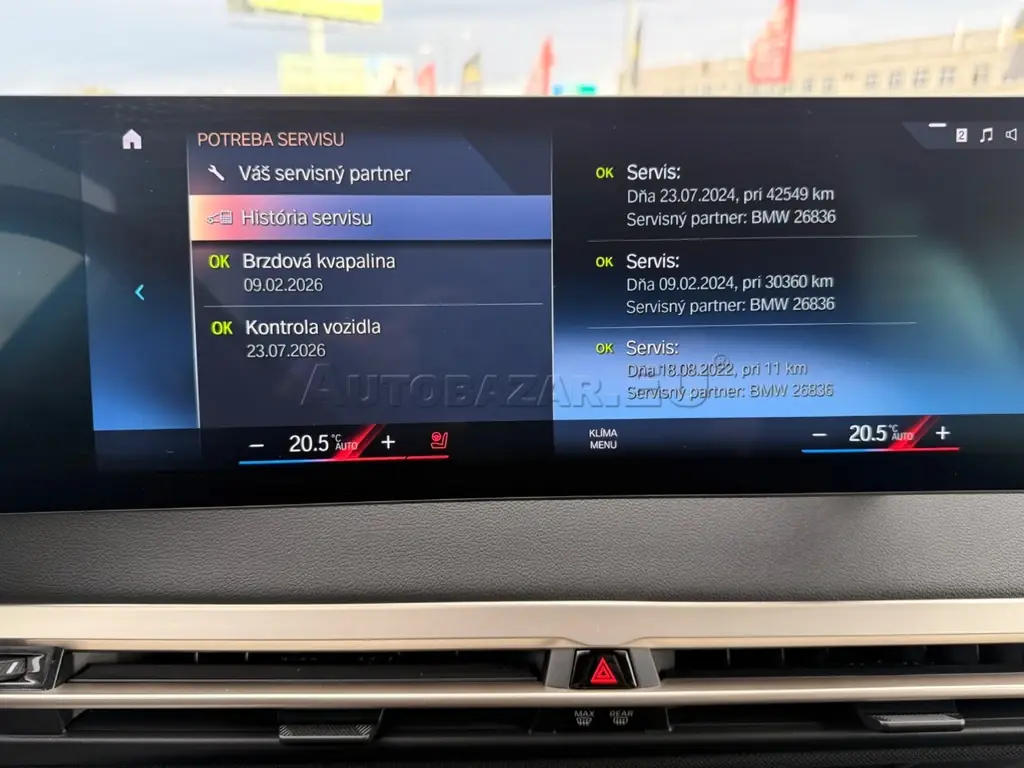 POTREBA SERVISU
Váš servisný partner
História servisu
OK Brzdová kvapalina
09.02.2026
OK Kontrola vozidla
23.07.2026
2
OK Servis:
Dňa 23.07.2024, pri 42549 km
Servisný partner: BMW 26836
OK Servis:
Dňa 09.02.2024, pri 30360 km
Servisný partner: BMW 26836
OK Servis:
Dňa 18.08.2022, pri 11 km
Servisný partner: BMW 26836
AUTOBAZAR.EU®
− 20.5 °C AUTO +
KLÍMA
MENU
− 20.5 °C AUTO +
MAX REAR